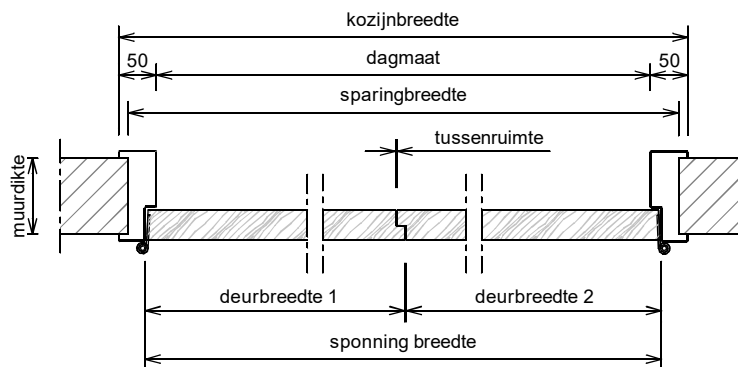 kozijnbreedte
50 dagmaat 50
sparingbreedte
tussenruimte
muurdikte
deurbreedte 1 deurbreedte 2
sponning breedte